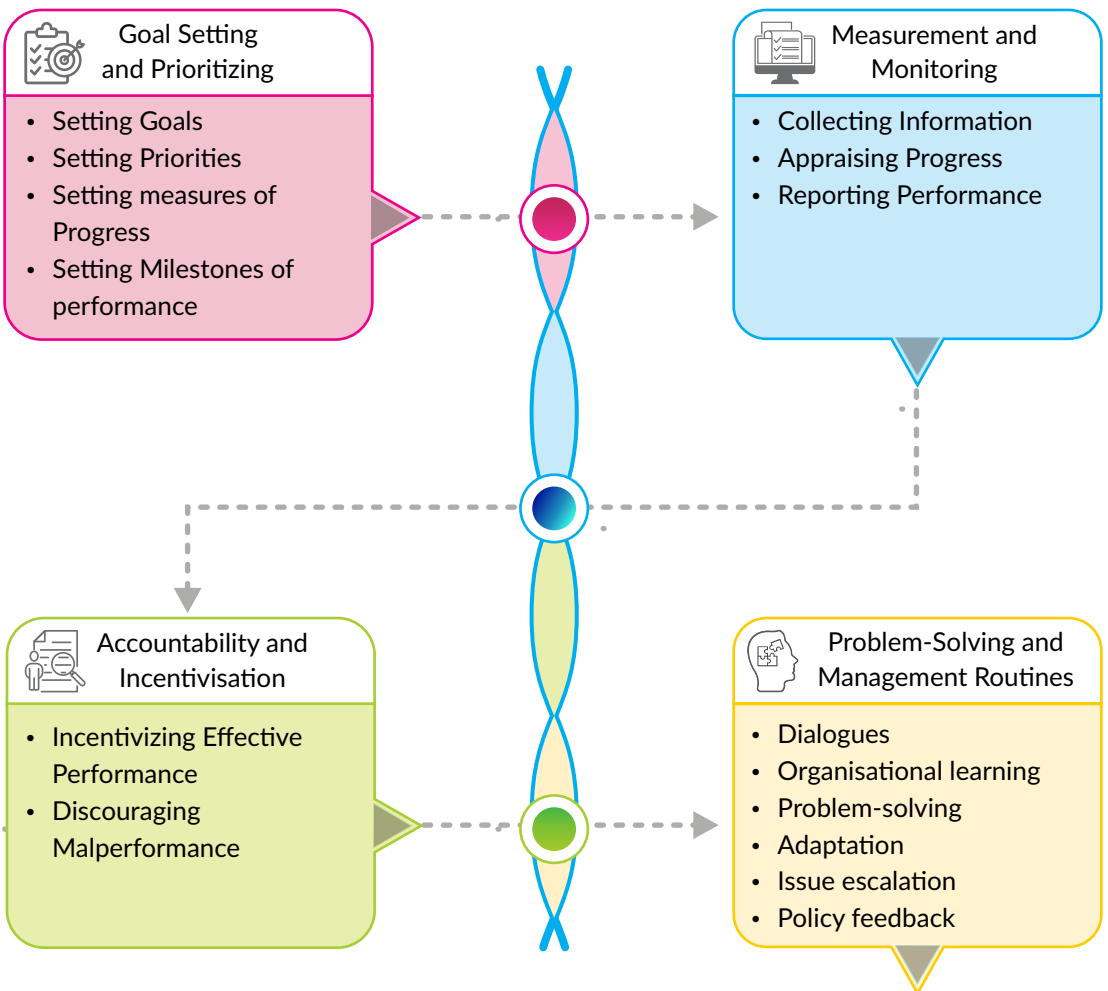 Goal Setting
and Prioritizing
• Setting Goals
• Setting Priorities
• Setting measures of
Progress
• Setting Milestones of
performance
Measurement and
Monitoring
• Collecting Information
• Appraising Progress
• Reporting Performance
Accountability and
Incentivisation
• Incentivizing Effective
Performance
• Discouraging
Malperformance
Problem-Solving and
Management Routines
• Dialogues
• Organisational learning
• Problem-solving
• Adaptation
• Issue escalation
• Policy feedback